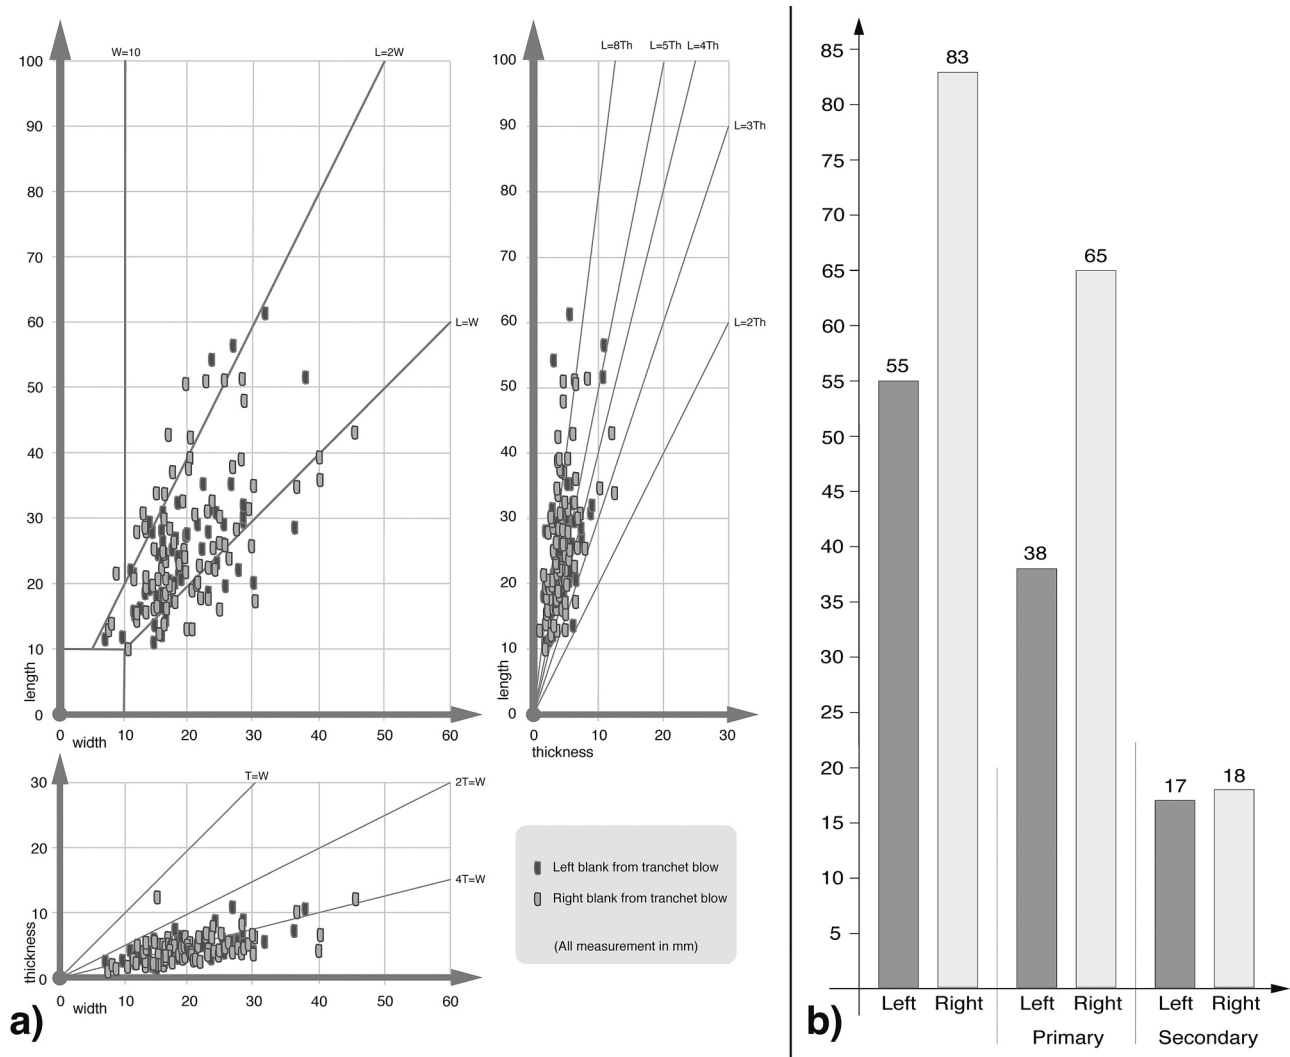 W=10
L=2W
100
90
80
70
60
50
40
30
20
10
0
L=W
length
0
10
20
30
40
50
60
width
L=8Th
L=5Th
L=4Th
100
90
80
70
60
50
40
30
20
10
0
L=3Th
L=2Th
length
0
10
20
30
thickness
T=W
30
20
10
0
2T=W
4T=W
thickness
0
10
20
30
40
50
60
width
Left blank from tranchet blow
Right blank from tranchet blow
(All measurement in mm)
a)
85
80
75
70
65
60
55
50
45
40
35
30
25
20
15
10
5
55
83
38
65
17
18
Left
Right
Left
Right
Left
Right
Primary
Secondary
b)